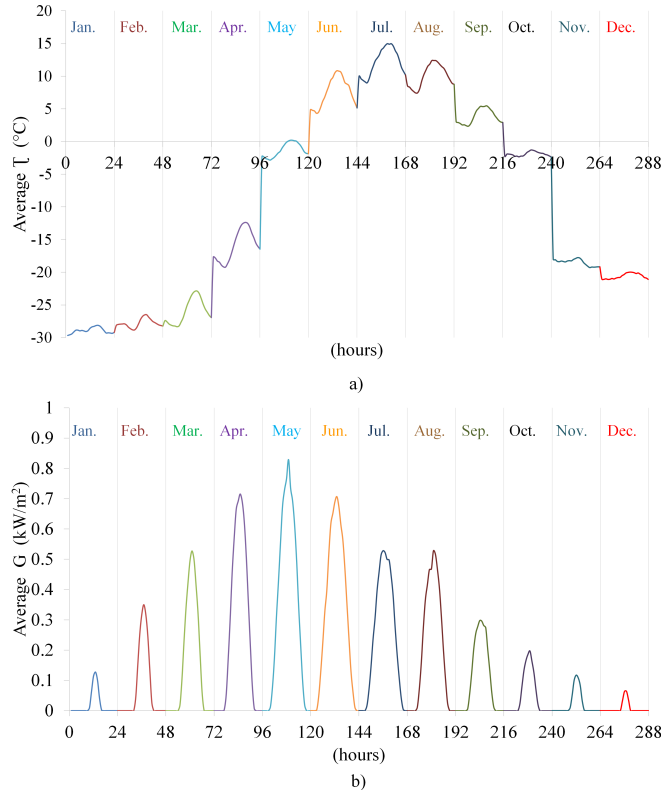 20
Jan. Feb. Mar. Apr. May Jun. Jul. Aug. Sep. Oct. Nov. Dec.
15
10
5
0
0 24 48 72 96 120 144 168 192 216 240 264 288
-5
-10
-15
-20
-25
-30
Average T (°C)
(hours)
a)
1
0.9
Jan. Feb. Mar. Apr. May Jun. Jul. Aug. Sep. Oct. Nov. Dec.
0.8
0.7
0.6
0.5
0.4
0.3
0.2
0.1
0
0 24 48 72 96 120 144 168 192 216 240 264 288
Average G (kW/m²)
(hours)
b)